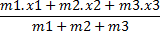 m1.x1 + m2.x2 + m3.x3
m1 + m2 + m3